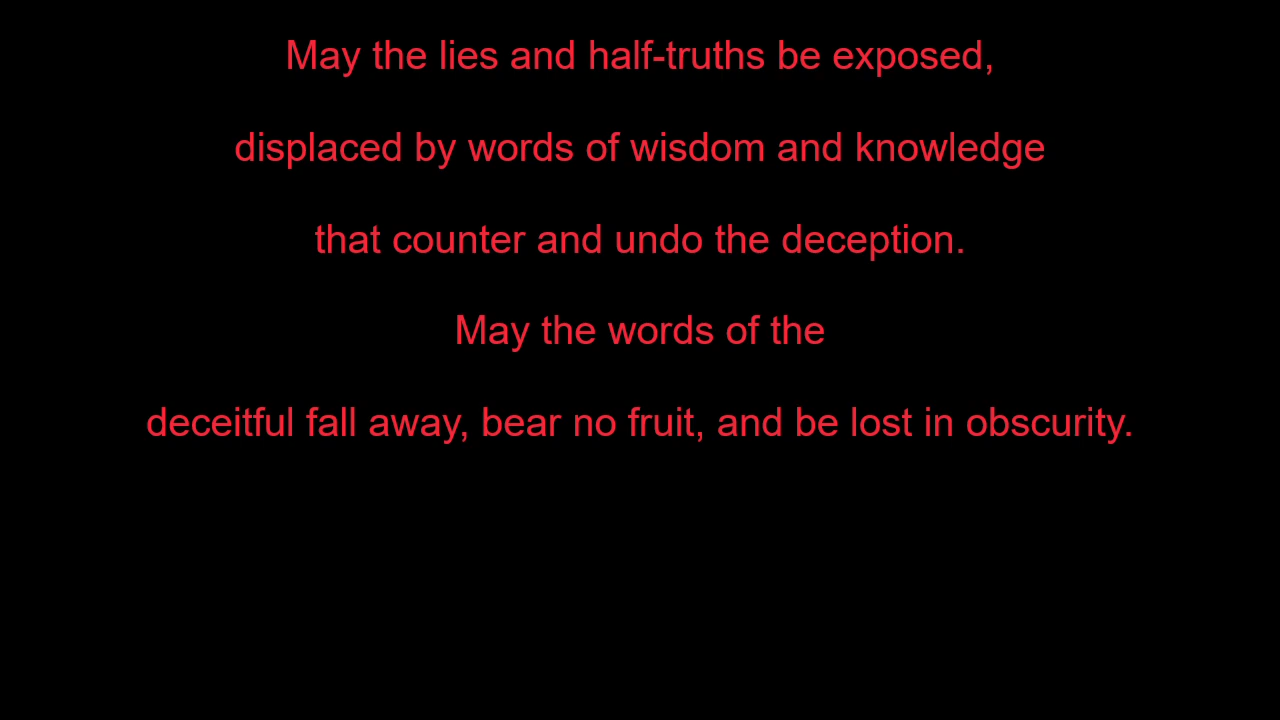 May the lies and half-truths be exposed,
displaced by words of wisdom and knowledge
that counter and undo the deception.
May the words of the
deceitful fall away, bear no fruit, and be lost in obscurity.